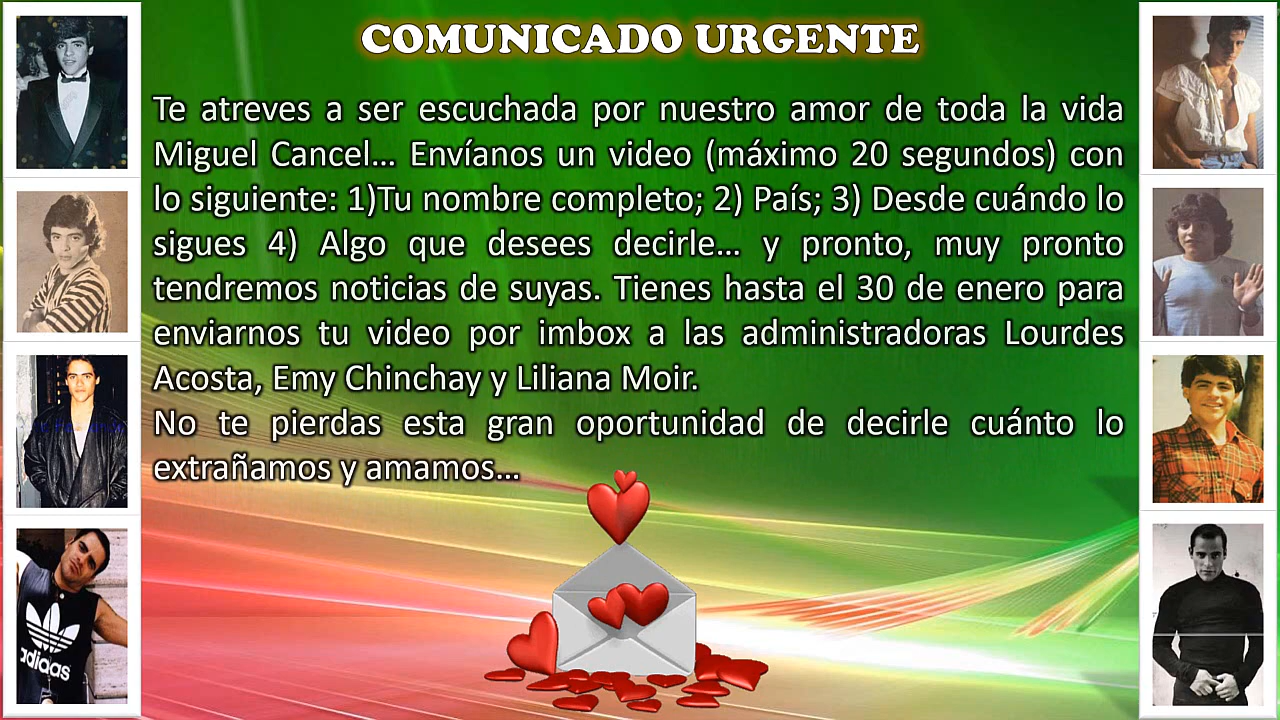 COMUNICADO URGENTE
Te atreves a ser escuchada por nuestro amor de toda la vida
Miguel Cancel... Envíanos un video (máximo 20 segundos) con
lo siguiente: 1)Tu nombre completo; 2) País; 3) Desde cuándo lo
sigues 4) Algo que desees decirle... y pronto, muy pronto
tendremos noticias de suyas. Tienes hasta el 30 de enero para
enviarnos tu video por imbox a las administradoras Lourdes
Acosta, Emy Chinchay y Liliana Moir.
No te pierdas esta gran oportunidad de decirle cuánto lo
extrañamos y amamos...
adidas